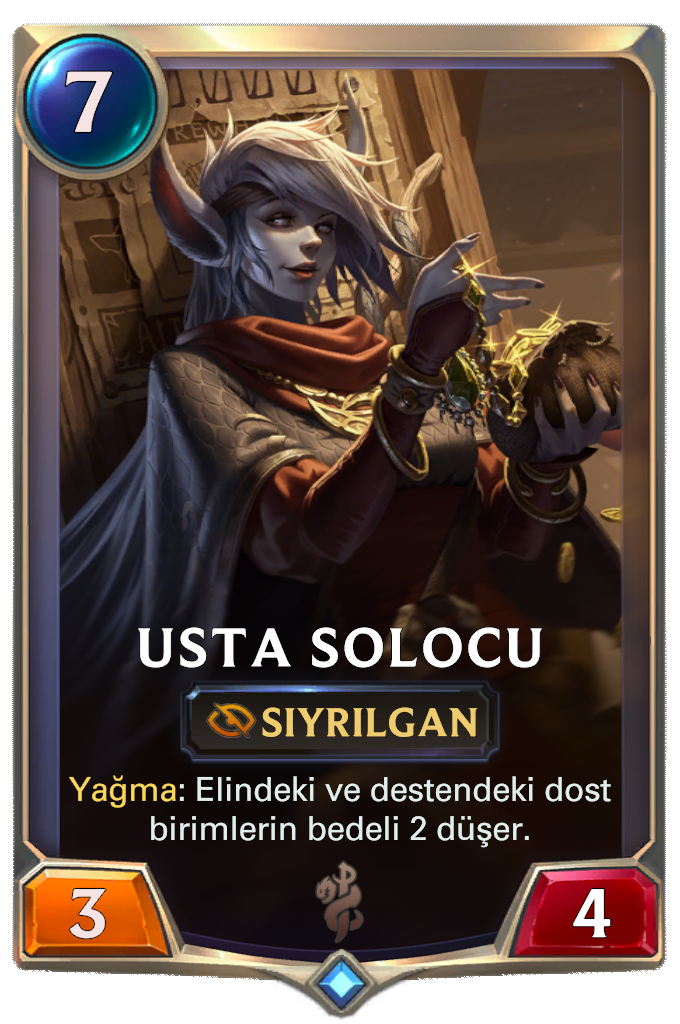 7
USTA SOLOCU
SIYRILGAN
Yağma: Elindeki ve destendeki dost
birimlerin bedeli 2 düşer.
3
4